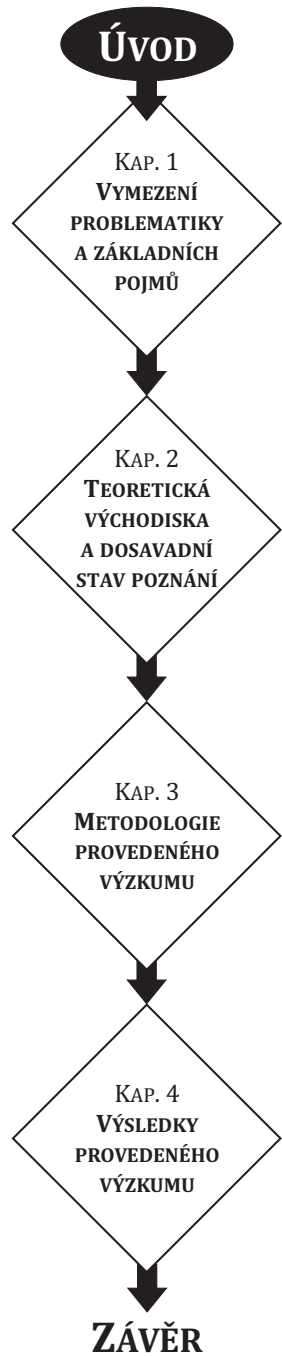 Úvod
Kap. 1
Vymezení
problematiky
a základních
pojmů
Kap. 2
Teoretická
východiska
a dosavadní
stav poznání
Kap. 3
Metodologie
provedeného
výzkumu
Kap. 4
Výsledky
provedeného
výzkumu
Závěr